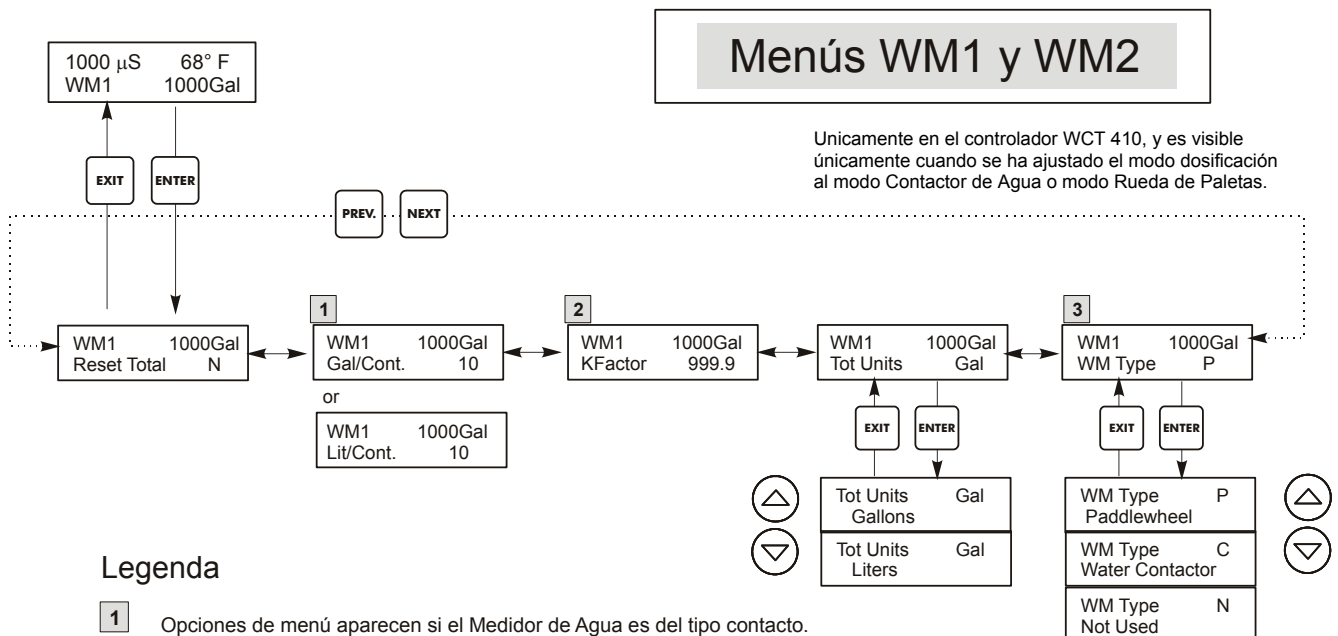 Menús WM1 y WM2
1000 μS 68° F
WM1 1000Gal
Unicamente en el controlador WCT 410, y es visible
únicamente cuando se ha ajustado el modo dosificación
al modo Contactor de Agua o modo Rueda de Paletas.
EXIT ENTER
PREV. NEXT
1 2 3
WM1 1000Gal
Reset Total N
WM1 1000Gal
Gal/Cont. 10
or
WM1 1000Gal
Lit/Cont. 10
WM1 1000Gal
KFactor 999.9
WM1 1000Gal
Tot Units Gal
WM1 1000Gal
WM Type P
EXIT ENTER
EXIT ENTER
Tot Units Gal
Gallons
Tot Units Gal
Liters
WM Type P
Paddlewheel
WM Type C
Water Contactor
WM Type N
Not Used
Legenda
1 Opciones de menú aparecen si el Medidor de Agua es del tipo contacto.